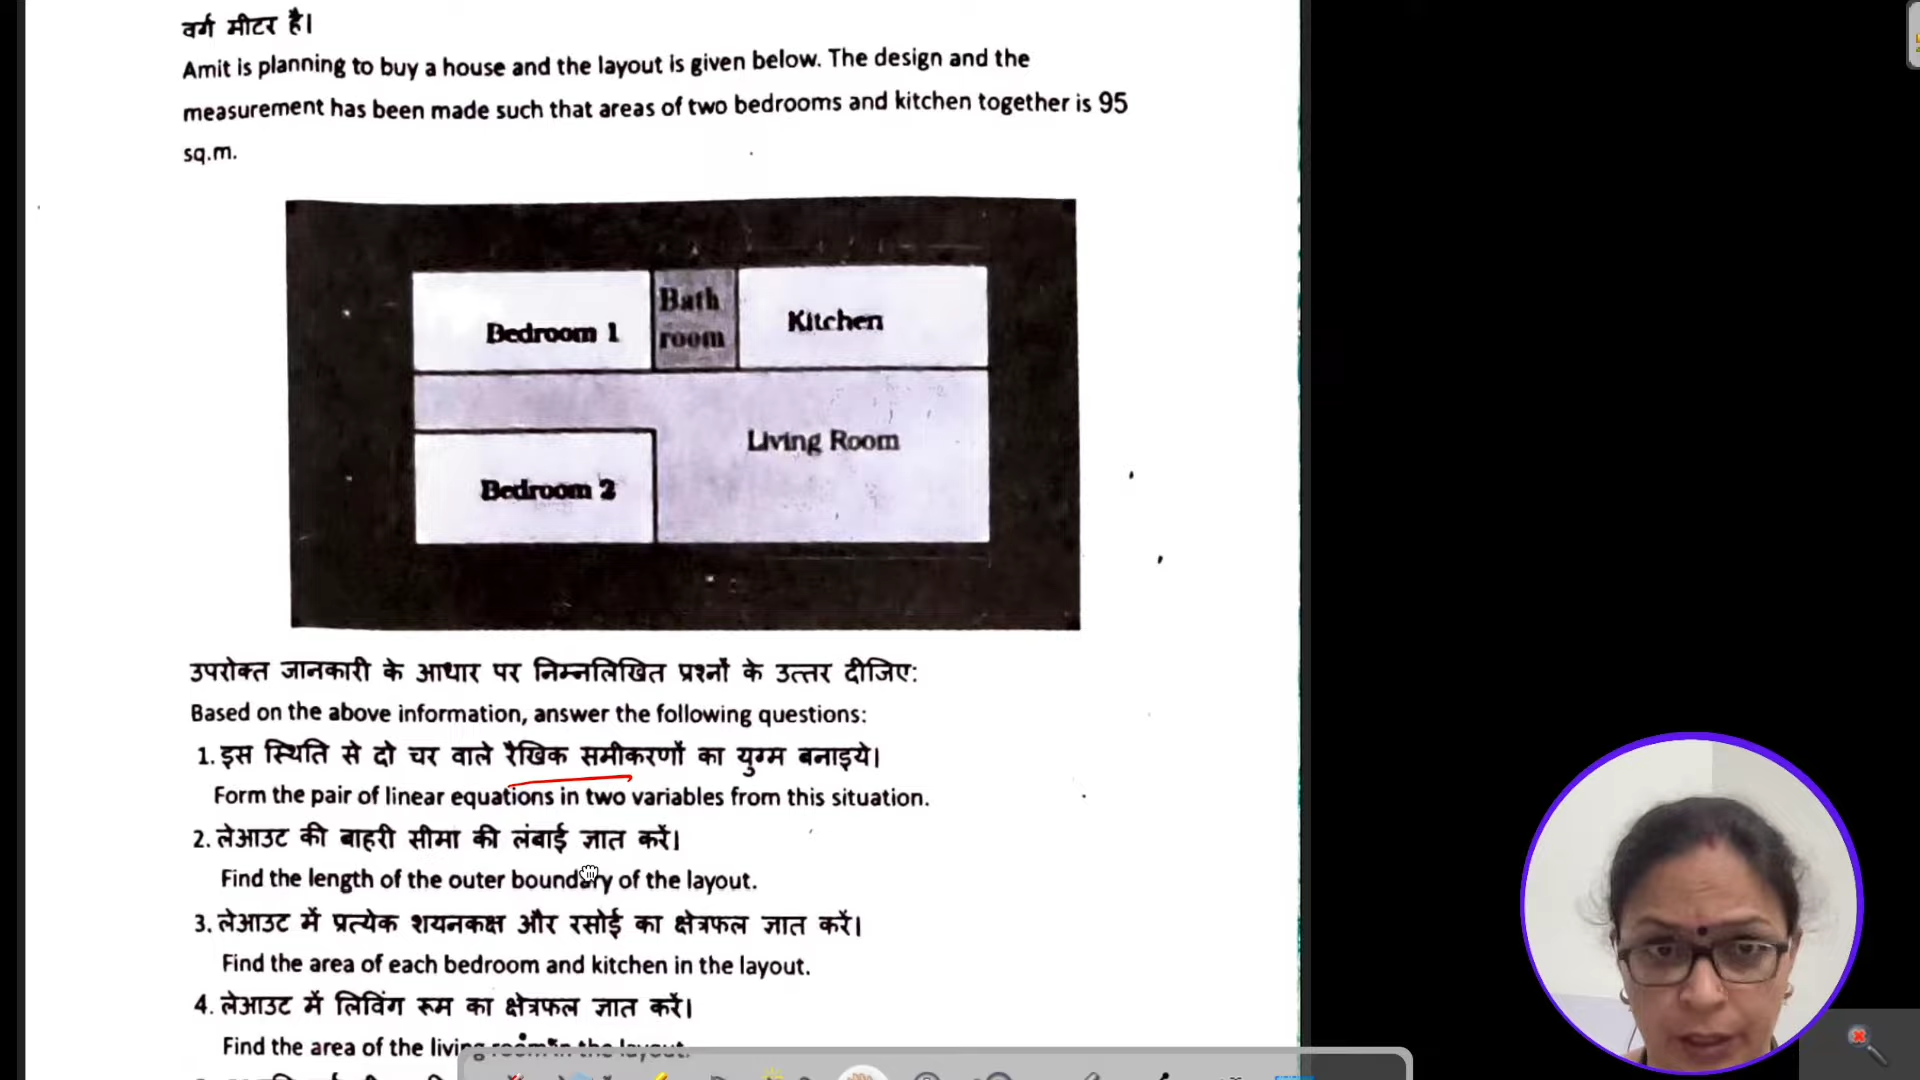 वर्ग मीटर है।
Amit is planning to buy a house and the layout is given below. The design and the
measurement has been made such that areas of two bedrooms and kitchen together is 95
sq.m.
Bedroom 1
Bath
room
Kitchen
Living Room
Bedroom 2
उपरोक्त जानकारी के आधार पर निम्नलिखित प्रश्नों के उत्तर दीजिए:
Based on the above information, answer the following questions:
1. इस स्थिति से दो चर वाले रैखिक समीकरणों का युग्म बनाइये।
Form the pair of linear equations in two variables from this situation.
2. लेआउट की बाहरी सीमा की लंबाई ज्ञात करें।
Find the length of the outer boundary of the layout.
3. लेआउट में प्रत्येक शयनकक्ष और रसोई का क्षेत्रफल ज्ञात करें।
Find the area of each bedroom and kitchen in the layout.
4. लेआउट में लिविंग रूम का क्षेत्रफल ज्ञात करें।
Find the area of the living room in the layout.